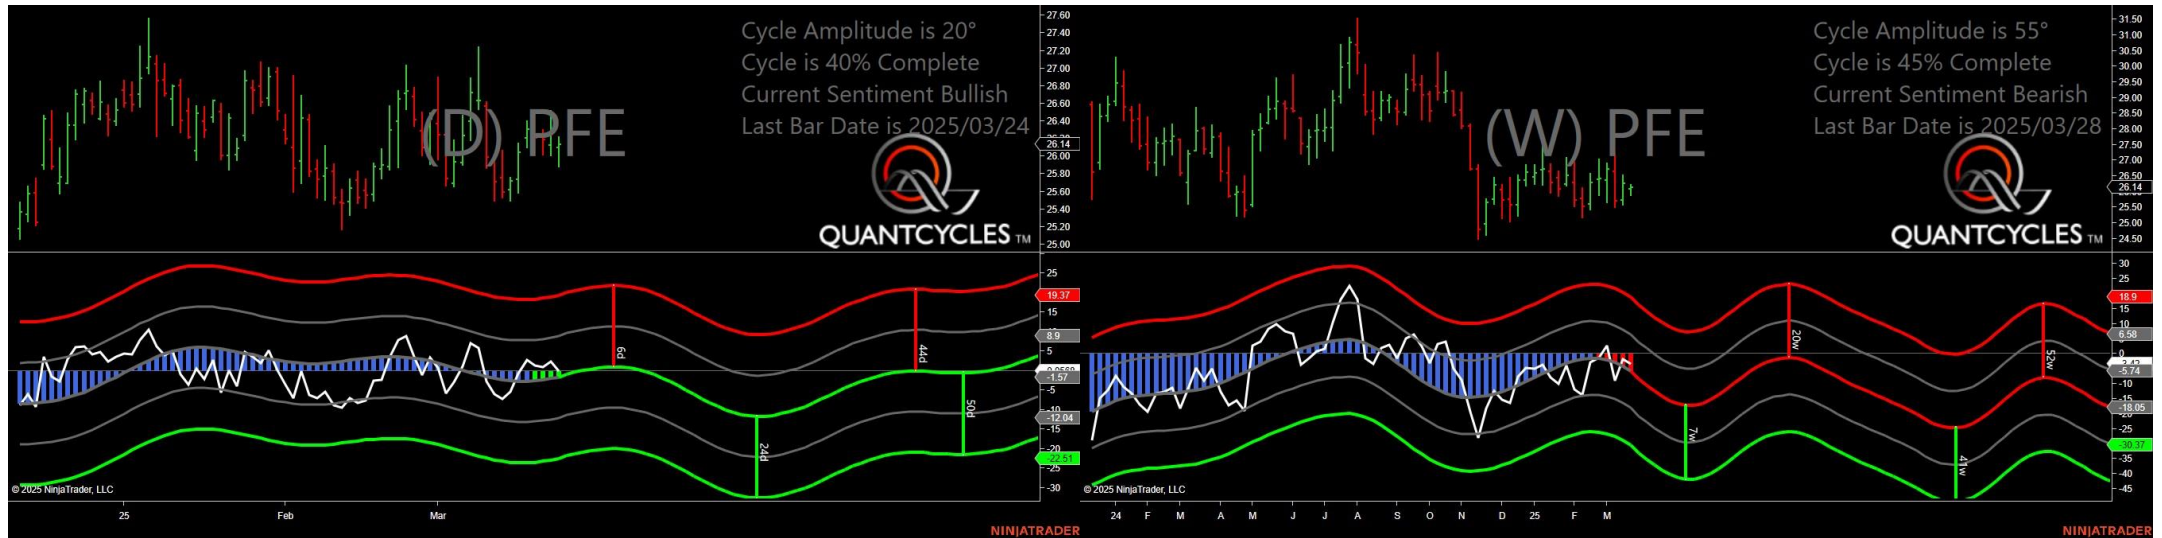 Cycle Amplitude is 20°
Cycle is 40% Complete
Current Sentiment Bullish
Last Bar Date is 2025/03/24
(D) PFE
QUANTCYCLES TM
27.60
27.40
27.20
27.00
26.80
26.60
26.40
26.14
26.00
25.80
25.60
25.40
25.20
25.00
25
19.37
15
8.9
5
-1.57
-5
-12.04
-15
-20
-22.51
-25
-30
6d
24d
44d
50d
© 2025 NinjaTrader, LLC
25 Feb Mar
NINJATRADER
Cycle Amplitude is 55°
Cycle is 45% Complete
Current Sentiment Bearish
Last Bar Date is 2025/03/28
(W) PFE
QUANTCYCLES TM
31.50
31.00
30.50
30.00
29.50
29.00
28.50
28.00
27.50
27.00
26.50
26.14
25.50
25.00
24.50
30
25
18.9
15
10
6.58
0
-5.74
-10
-15
-18.05
-25
-30.37
-35
-40
-45
7w
20w
41w
52w
© 2025 NinjaTrader, LLC
24 F M A M J J A S O N D 25 F M
NINJATRADER